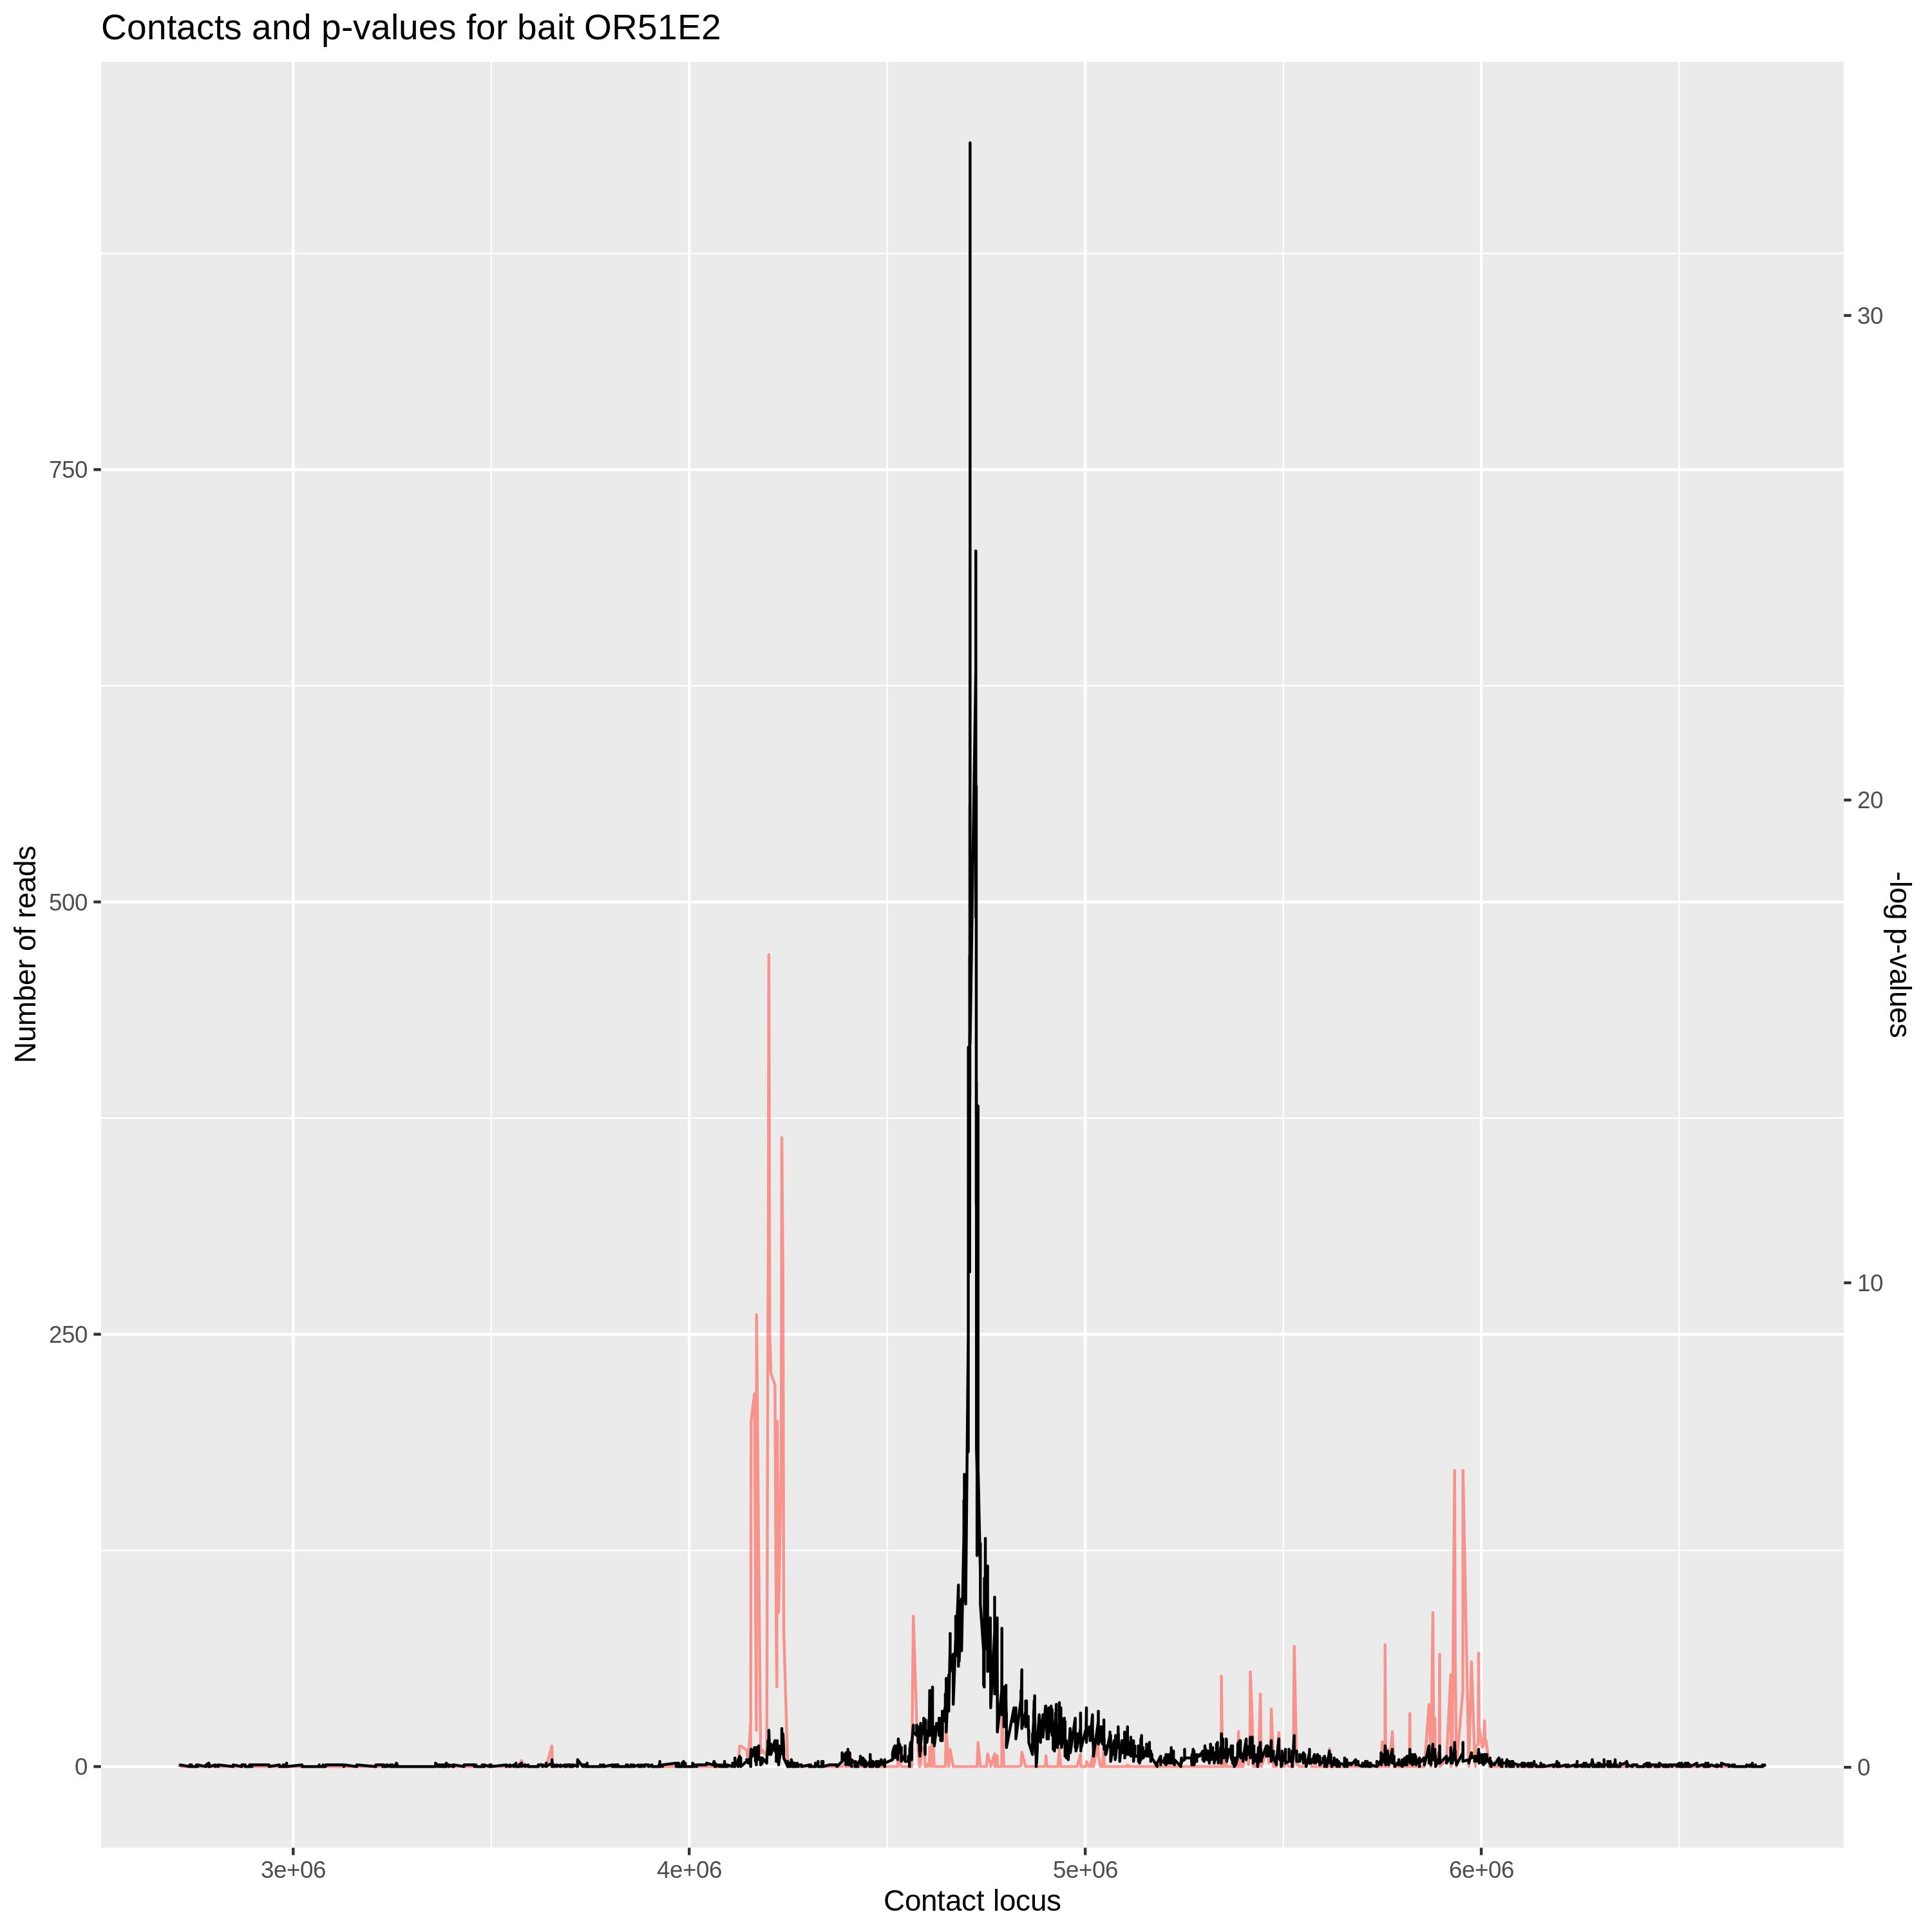 Contacts and p-values for bait OR51E2
750
500
250
0
Number of reads
30
20
10
0
-log p-values
3e+06
4e+06
5e+06
6e+06
Contact locus